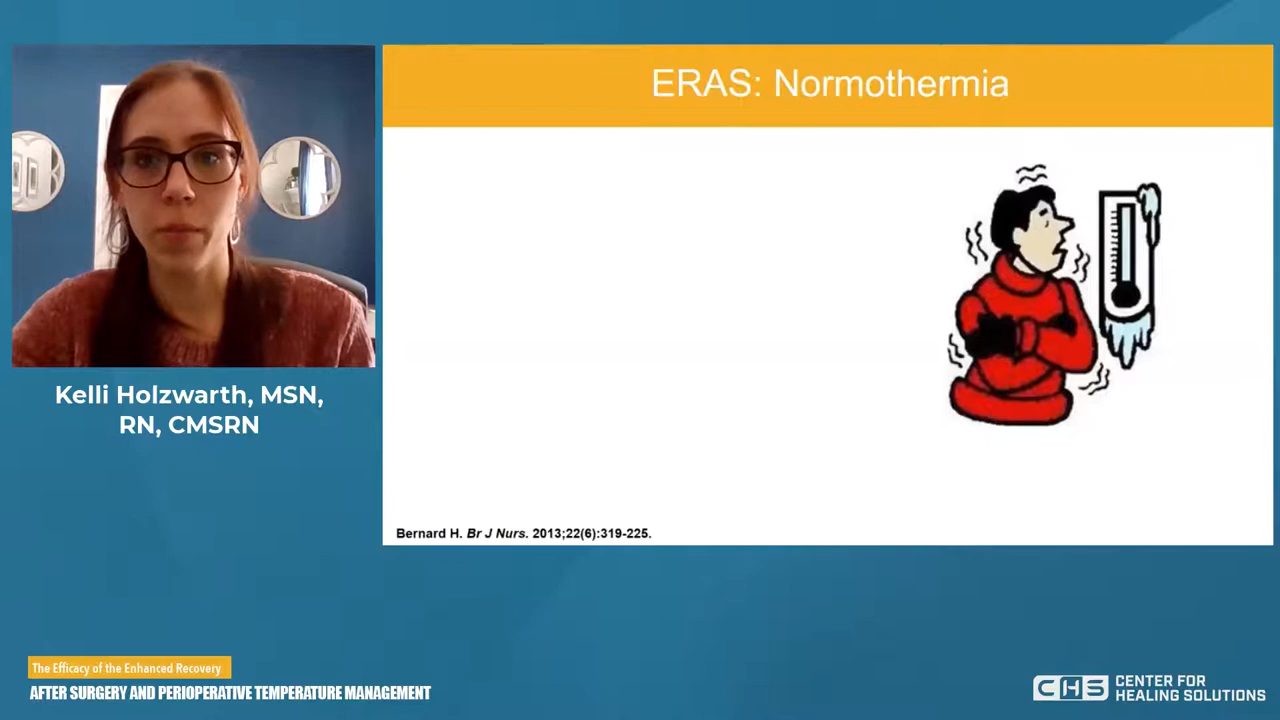 ERAS: Normothermia
Kelli Holzwarth, MSN,
RN, CMSRN
Bernard H. Br J Nurs. 2013;22(6):319-225.
The Efficacy of the Enhanced Recovery
AFTER SURGERY AND PERIOPERATIVE TEMPERATURE MANAGEMENT
CHS
CENTER FOR
HEALING SOLUTIONS